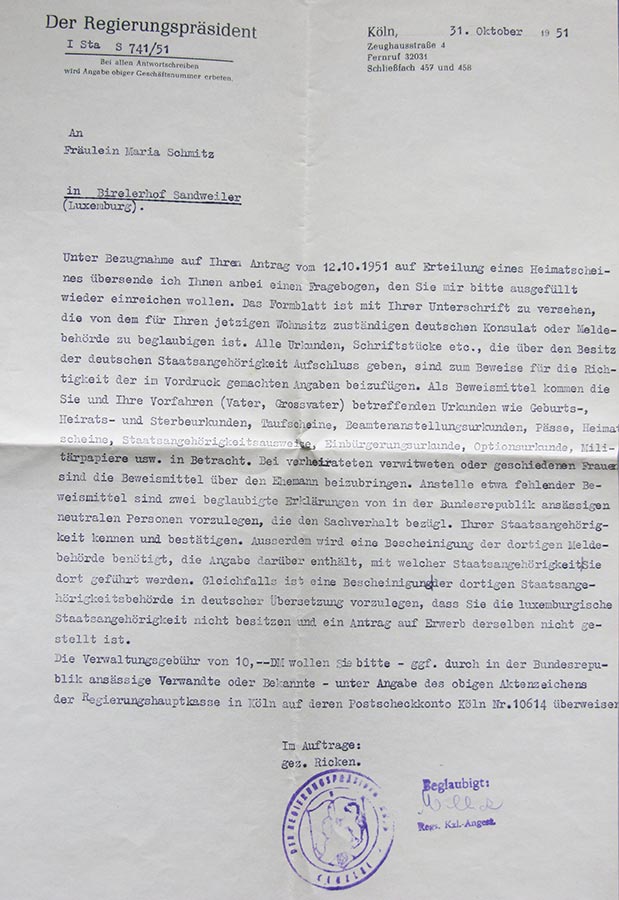 Der Regierungspräsident
I Sta S 741/51
Bei allen Antwortschreiben
wird Angabe obiger Geschäftsnummer erbeten.
Köln, 31. Oktober 1951
Zeughausstraße 4
Fernruf 32031
Schließfach 457 und 458
An
Fräulein Maria Schmitz
in Birelerhof Sandweiler
(Luxemburg).
Unter Bezugnahme auf Ihren Antrag vom 12.10.1951 auf Erteilung eines Heimatschei-
nes übersende ich Ihnen anbei einen Fragebogen, den Sie mir bitte ausgefüllt
wieder einreichen wollen. Das Formblatt ist mit Ihrer Unterschrift zu versehen,
die von dem für Ihren jetzigen Wohnsitz zuständigen deutschen Konsulat oder Melde-
behörde zu beglaubigen ist. Alle Urkunden, Schriftstücke etc., die über den Besitz
der deutschen Staatsangehörigkeit Aufschluss geben, sind zum Beweise für die Rich-
tigkeit der im Vordruck gemachten Angaben beizufügen. Als Beweismittel kommen die
Sie und Ihre Vorfahren (Vater, Grossvater) betreffenden Urkunden wie Geburts-,
Heirats- und Sterbeurkunden, Taufscheine, Beamtenanstellungsurkunden, Pässe, Heimat
scheine, Staatsangehörigkeitsausweise, Einbürgerungsurkunde, Optionsurkunde, Mili-
tärpapiere usw. in Betracht. Bei verheirateten verwitweten oder geschiedenen Frauen
sind die Beweismittel über den Ehemann beizubringen. Anstelle etwa fehlender Be-
weismittel sind zwei beglaubigte Erklärungen von in der Bundesrepublik ansässigen
neutralen Personen vorzulegen, die den Sachverhalt bezügl. Ihrer Staatsangehörig-
keit kennen und bestätigen. Ausserdem wird eine Bescheinigung der dortigen Melde-
behörde benötigt, die Angabe darüber enthält, mit welcher Staatsangehörigkeit Sie
dort geführt werden. Gleichfalls ist eine Bescheinigung der dortigen Staatsange-
hörigkeitsbehörde in deutscher Übersetzung vorzulegen, dass Sie die luxemburgische
Staatsangehörigkeit nicht besitzen und ein Antrag auf Erwerb derselben nicht ge-
stellt ist.
Die Verwaltungsgebühr von 10,--DM wollen Sie bitte - ggf. durch in der Bundesrepu-
blik ansässige Verwandte oder Bekannte - unter Angabe des obigen Aktenzeichens
der Regierungshauptkasse in Köln auf deren Postscheckkonto Köln Nr.10614 überweisen
Im Auftrage:
gez. Ricken.
DER REGIERUNGSPRÄSIDENT KÖLN
KANZLEI
Beglaubigt:
Reg. Kzl.-Angest.